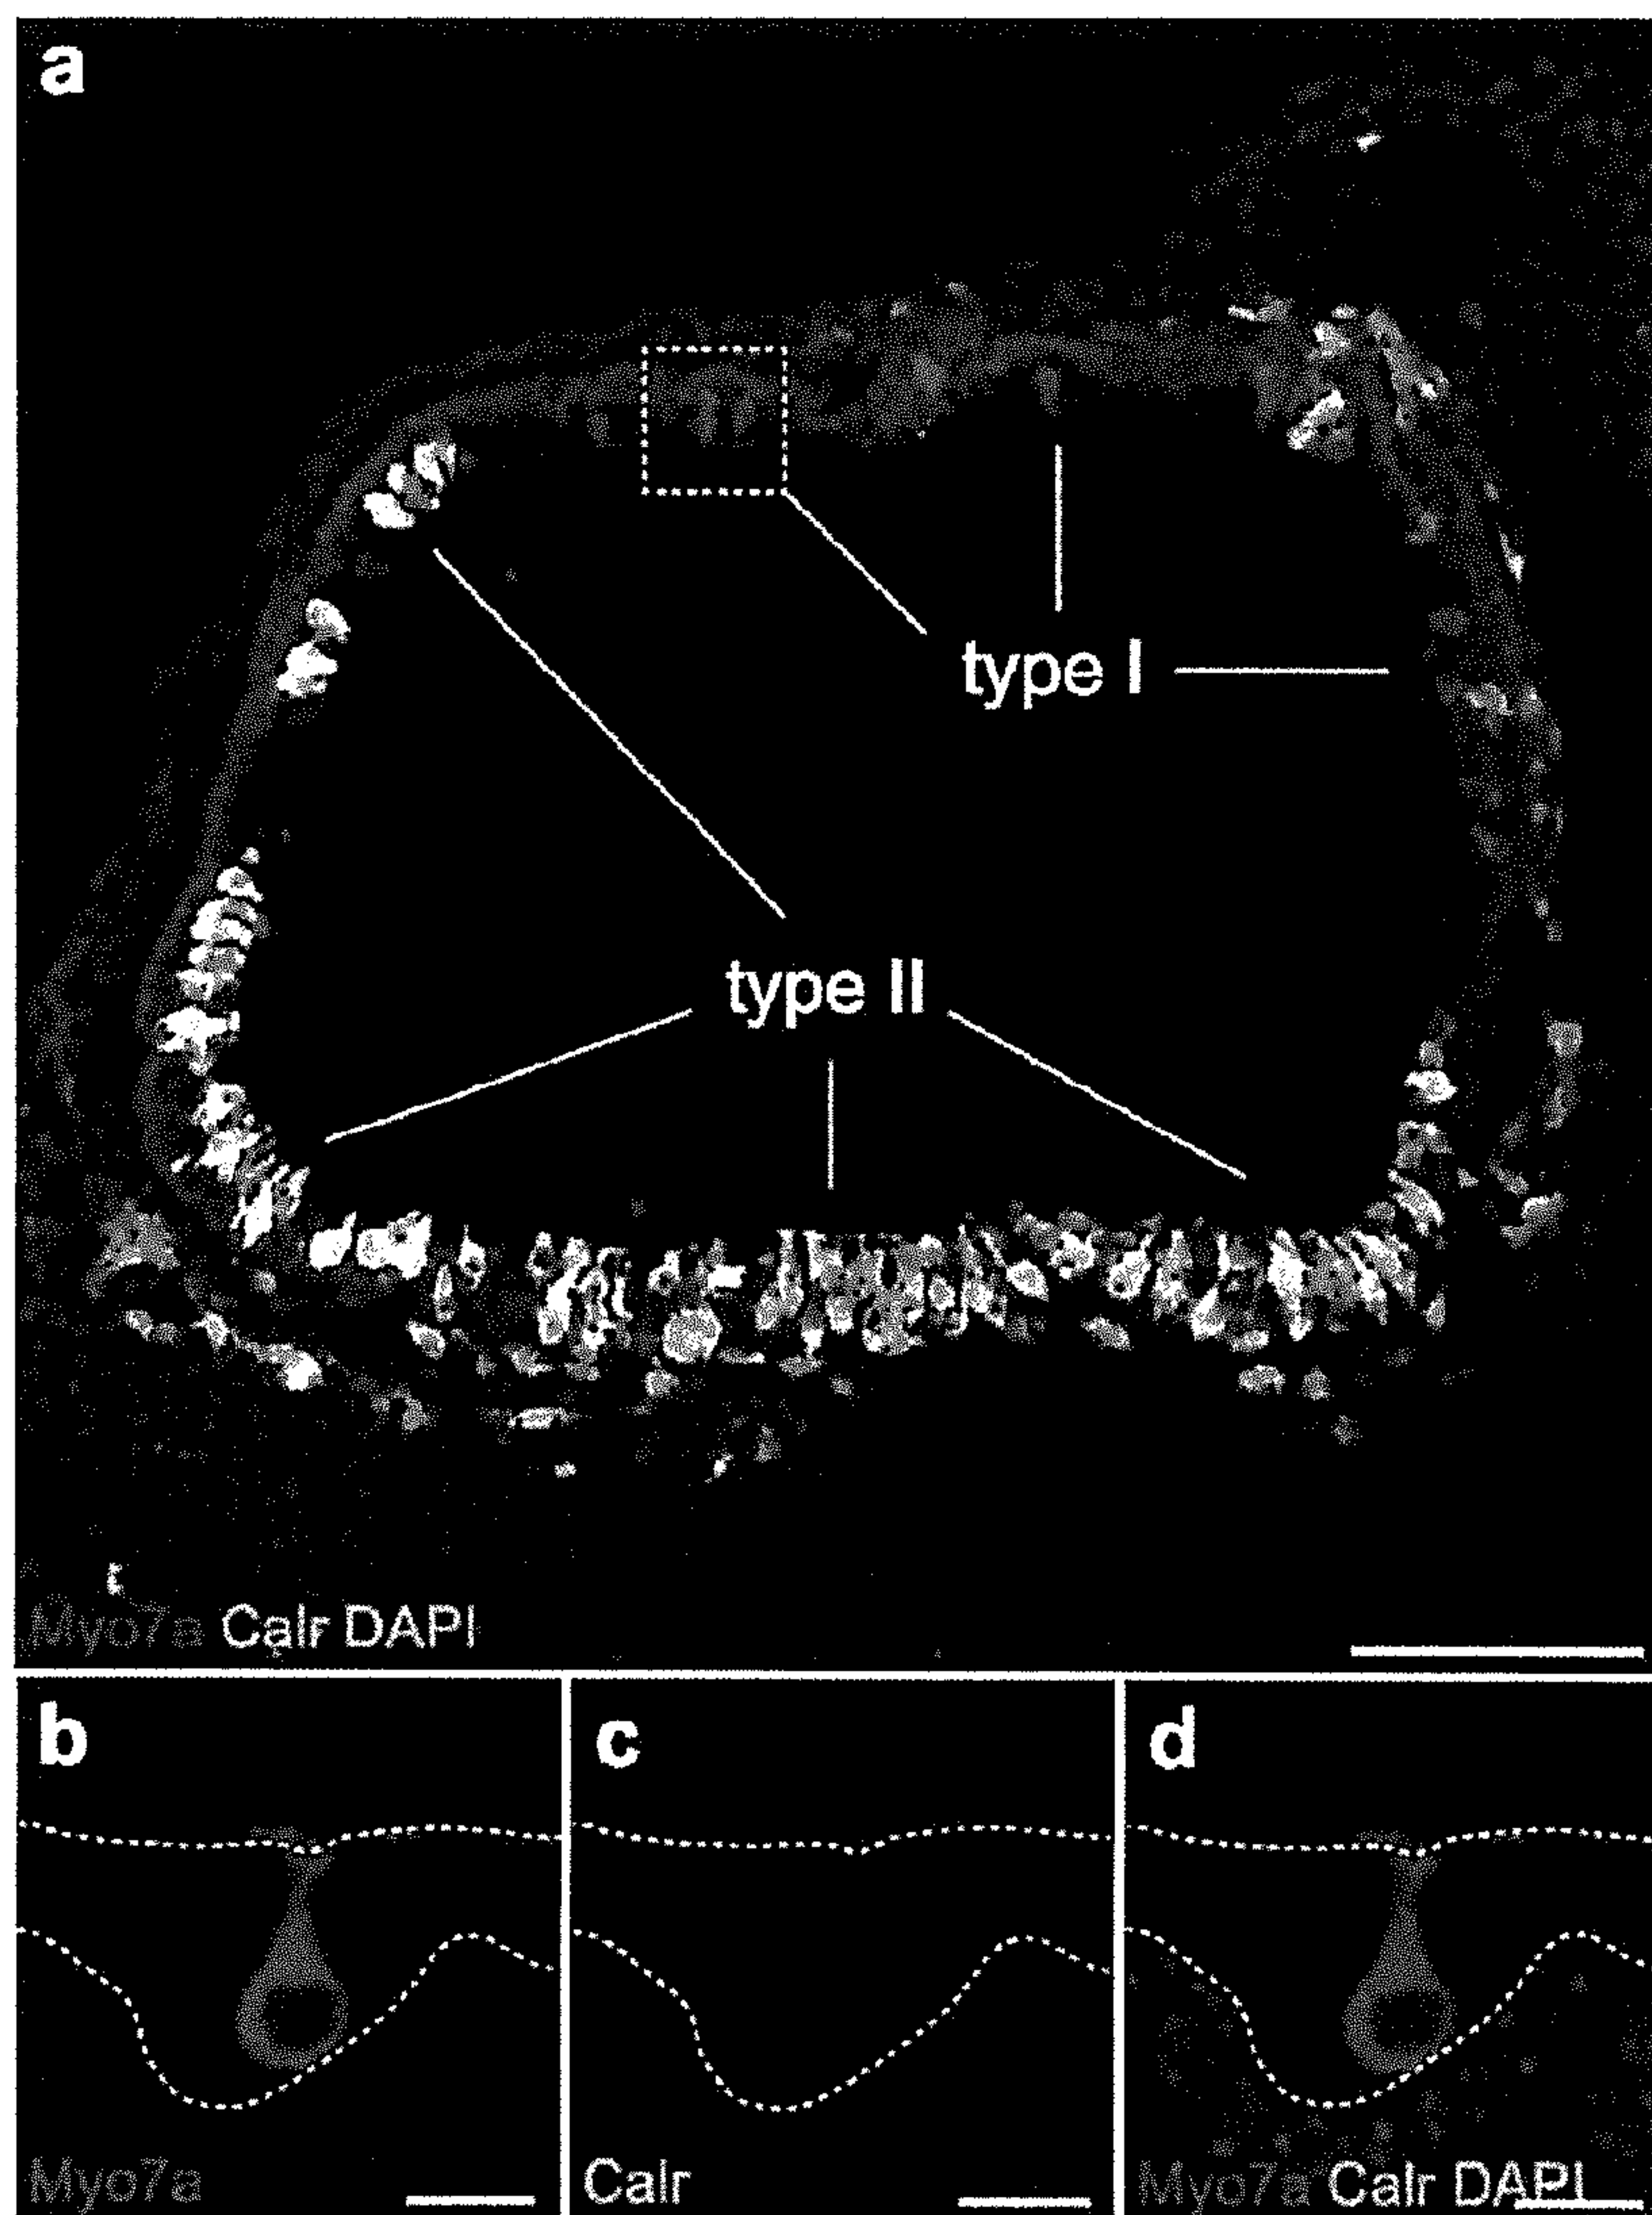 a
type I
type II
Myo7a Calr DAPI
b
c
d
Myo7a
Calr
Myo7a Calr DAPI